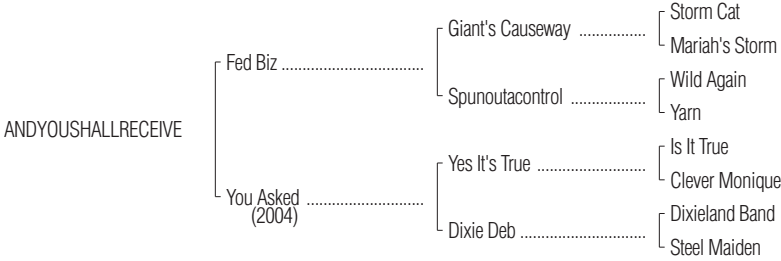 Storm Cat
Giant's Causeway ................
Mariah's Storm
Fed Biz ..................................
Wild Again
Spunoutacontrol ..................
Yarn
ANDYOUSHALLRECEIVE
Is It True
Yes It's True ..........................
Clever Monique
You Asked ............................
(2004)
Dixieland Band
Dixie Deb ..............................
Steel Maiden